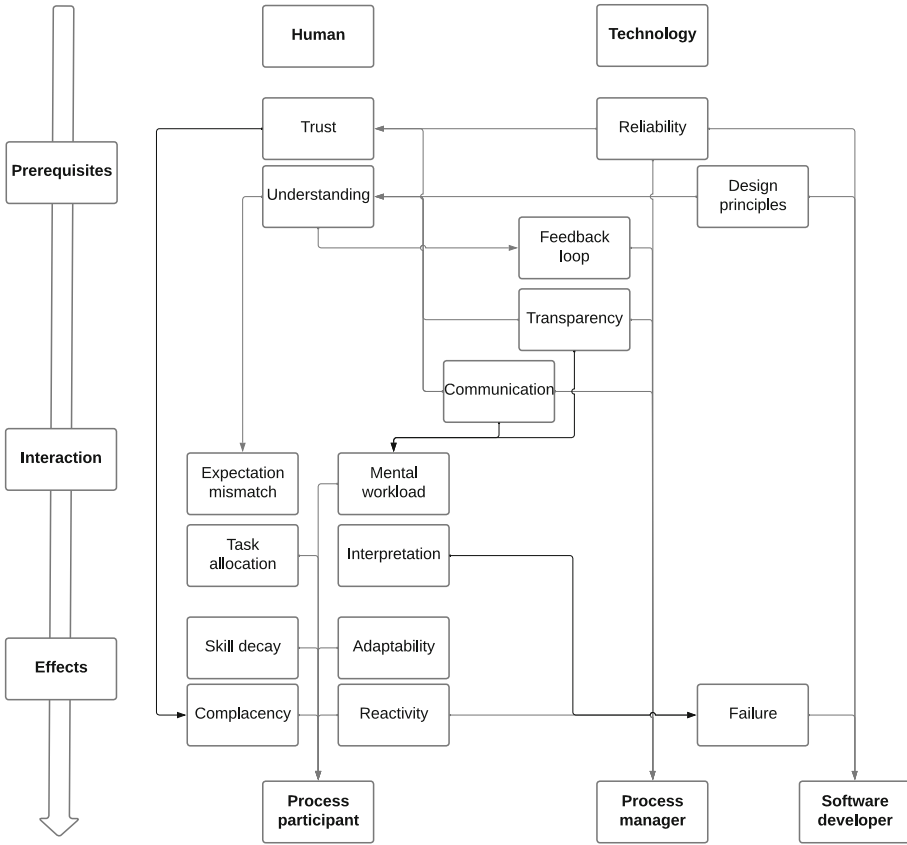 Human
Technology
Trust
Reliability
Prerequisites
Understanding
Design
principles
Feedback
loop
Transparency
Communication
Interaction
Expectation
mismatch
Mental
workload
Task
allocation
Interpretation
Skill decay
Adaptability
Effects
Complacency
Reactivity
Failure
Process
participant
Process
manager
Software
developer